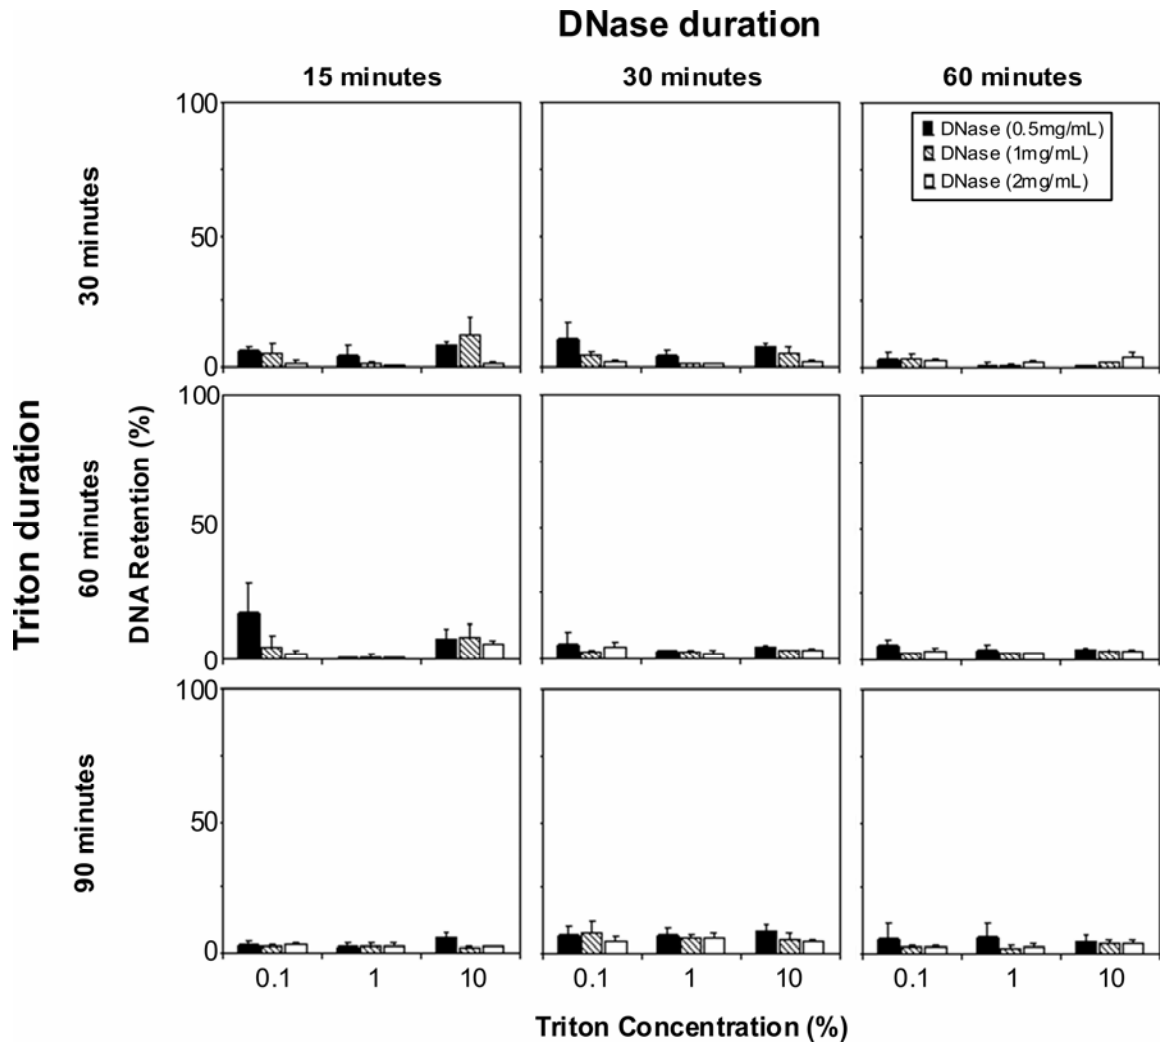 DNase duration
15 minutes
30 minutes
60 minutes
DNase (0.5mg/mL)
DNase (1mg/mL)
DNase (2mg/mL)
Triton duration
30 minutes
60 minutes
90 minutes
DNA Retention (%)
100
50
0
100
50
0
100
50
0
0.1 1 10
0.1 1 10
0.1 1 10
Triton Concentration (%)